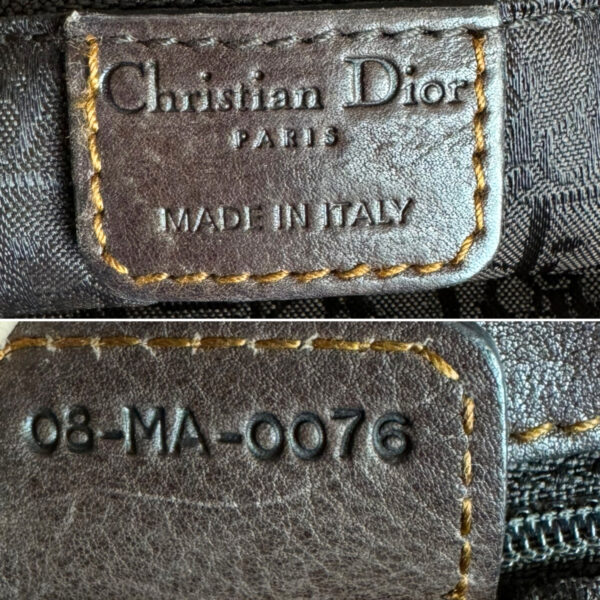 Christian Dior
PARIS
MADE IN ITALY
08-MA-0076